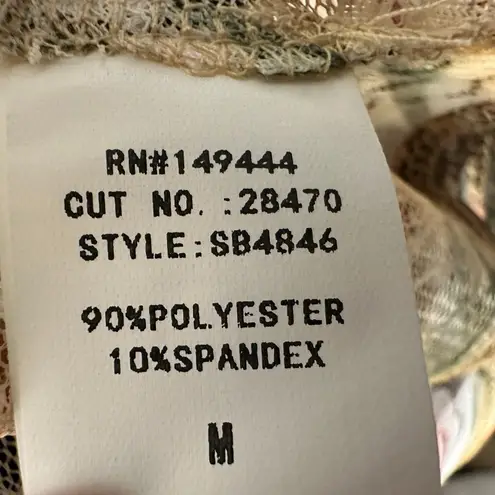 RN#149444
CUT NO. :28470
STYLE:SB4846
90%POLYESTER
10%SPANDEX
M